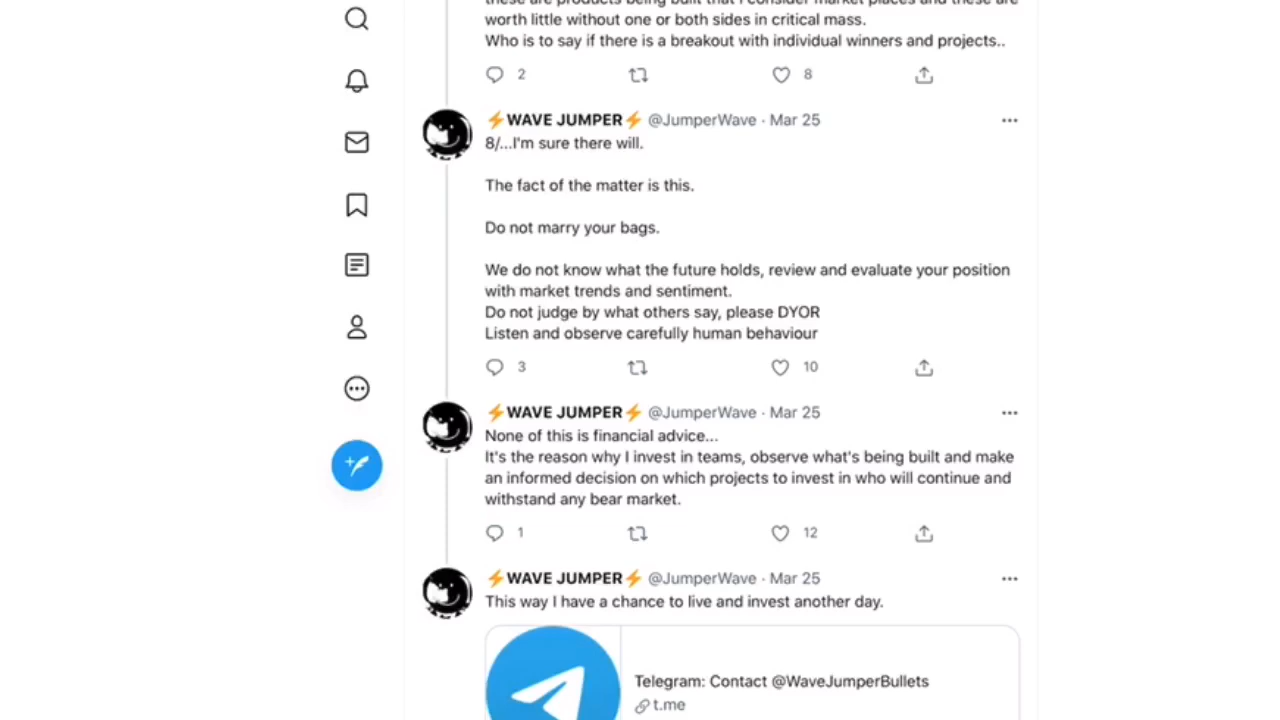 these are products being built that I consider market places and these are
worth little without one or both sides in critical mass.
Who is to say if there is a breakout with individual winners and projects..
2 8
⚡WAVE JUMPER⚡ @JumperWave · Mar 25
8/...I'm sure there will.
The fact of the matter is this.
Do not marry your bags.
We do not know what the future holds, review and evaluate your position
with market trends and sentiment.
Do not judge by what others say, please DYOR
Listen and observe carefully human behaviour
3 10
⚡WAVE JUMPER⚡ @JumperWave · Mar 25
None of this is financial advice...
It's the reason why I invest in teams, observe what's being built and make
an informed decision on which projects to invest in who will continue and
withstand any bear market.
1 12
⚡WAVE JUMPER⚡ @JumperWave · Mar 25
This way I have a chance to live and invest another day.
Telegram: Contact @WaveJumperBullets
t.me